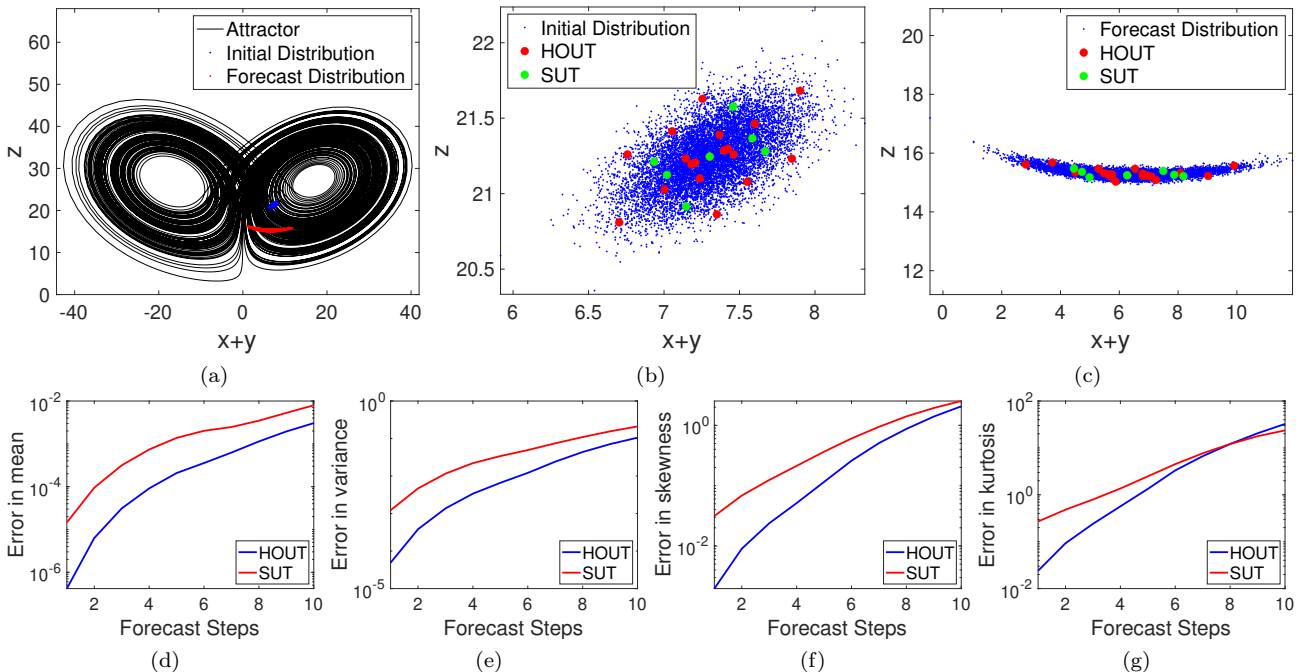 Attractor
Initial Distribution
Forecast Distribution
z
60
50
40
30
20
10
0
-40 -20 0 20 40
x+y
(a)
Initial Distribution
HOUT
SUT
z
22
21.5
21
20.5
6 6.5 7 7.5 8
x+y
(b)
Forecast Distribution
HOUT
SUT
z
20
18
16
14
12
0 2 4 6 8 10
x+y
(c)
Error in mean
10^-2
10^-4
10^-6
HOUT
SUT
2 4 6 8 10
Forecast Steps
(d)
Error in variance
10^0
10^-5
HOUT
SUT
2 4 6 8 10
Forecast Steps
(e)
Error in skewness
10^0
10^-2
HOUT
SUT
2 4 6 8 10
Forecast Steps
(f)
Error in kurtosis
10^2
10^0
10^-2
HOUT
SUT
2 4 6 8 10
Forecast Steps
(g)